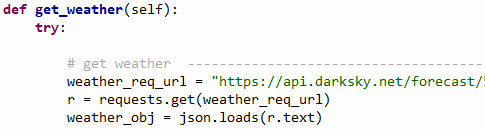 def get_weather(self):
try:
# get weather ------------------------------------
weather_req_url = "https://api.darksky.net/forecast/
r = requests.get(weather_req_url)
weather_obj = json.loads(r.text)